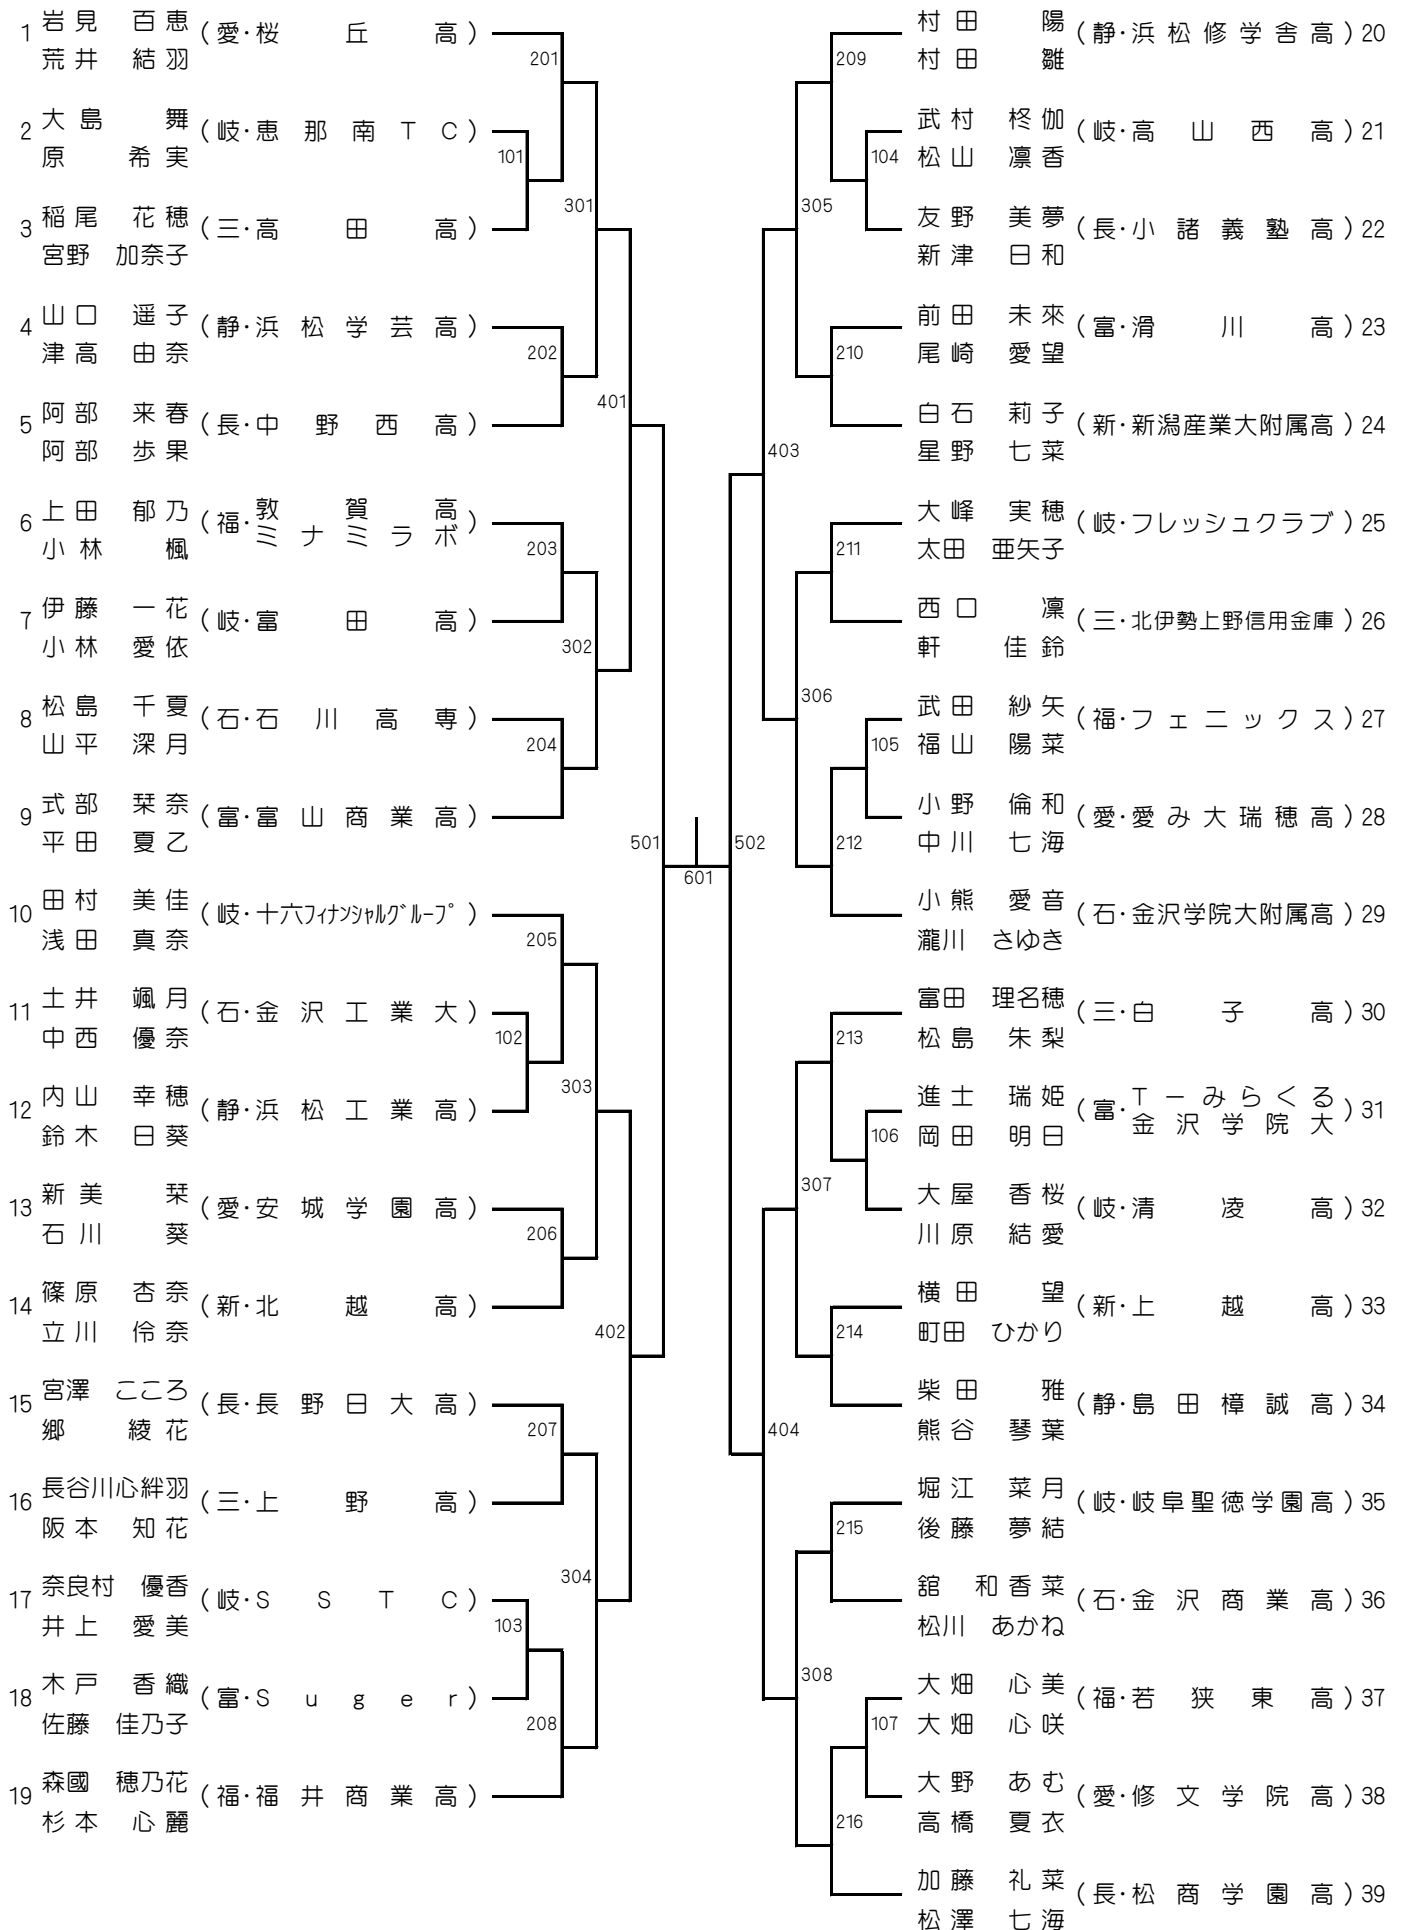 1 岩見 百恵 (愛・桜丘高)
荒井 結羽
2 大島 舞 (岐・恵那南TC)
原 希実
3 稲尾 花穂 (三・高田高)
宮野 加奈子
4 山口 遥子 (静・浜松学芸高)
津高 由奈
5 阿部 来春 (長・中野西高)
阿部 歩果
6 上田 郁乃 (福・敦賀高
小林 楓 ミナミラボ)
7 伊藤 一花 (岐・富田高)
小林 愛依
8 松島 千夏 (石・石川高専)
山平 深月
9 式部 栞奈 (富・富山商業高)
平田 夏乙
10 田村 美佳 (岐・十六フィナンシャルグループ)
浅田 真奈
11 土井 颯月 (石・金沢工業大)
中西 優奈
12 内山 幸穂 (静・浜松工業高)
鈴木 日葵
13 新美 栞 (愛・安城学園高)
石川 葵
14 篠原 杏奈 (新・北越高)
立川 伶奈
15 宮澤 こころ (長・長野日大高)
郷 綾花
16 長谷川心絆羽 (三・上野高)
阪本 知花
17 奈良村 優香 (岐・SSTC)
井上 愛美
18 木戸 香織 (富・Suger)
佐藤 佳乃子
19 森國 穂乃花 (福・福井商業高)
杉本 心麗
101
102
103
201
202
203
204
205
206
207
208
301
302
303
304
401
402
501
601
502
403
404
305
306
307
308
209
210
211
212
213
214
215
216
104
105
106
107
村田 陽 (静・浜松修学舎高) 20
村田 雛
武村 柊伽 (岐・高山西高) 21
松山 凛香
友野 美夢 (長・小諸義塾高) 22
新津 日和
前田 未來 (富・滑川高) 23
尾崎 愛望
白石 莉子 (新・新潟産業大附属高) 24
星野 七菜
大峰 実穂 (岐・フレッシュクラブ) 25
太田 亜矢子
西口 凛 (三・北伊勢上野信用金庫) 26
軒 佳鈴
武田 紗矢 (福・フェニックス) 27
福山 陽菜
小野 倫和 (愛・愛み大瑞穂高) 28
中川 七海
小熊 愛音 (石・金沢学院大附属高) 29
瀧川 さゆき
富田 理名穂 (三・白子高) 30
松島 朱梨
進士 瑞姫 (富・Tーみらくる
岡田 明日 金沢学院大) 31
大屋 香桜 (岐・清凌高) 32
川原 結愛
横田 望 (新・上越高) 33
町田 ひかり
柴田 雅 (静・島田樟誠高) 34
熊谷 琴葉
堀江 菜月 (岐・岐阜聖徳学園高) 35
後藤 夢結
舘 和香菜 (石・金沢商業高) 36
松川 あかね
大畑 心美 (福・若狭東高) 37
大畑 心咲
大野 あむ (愛・修文学院高) 38
高橋 夏衣
加藤 礼菜 (長・松商学園高) 39
松澤 七海